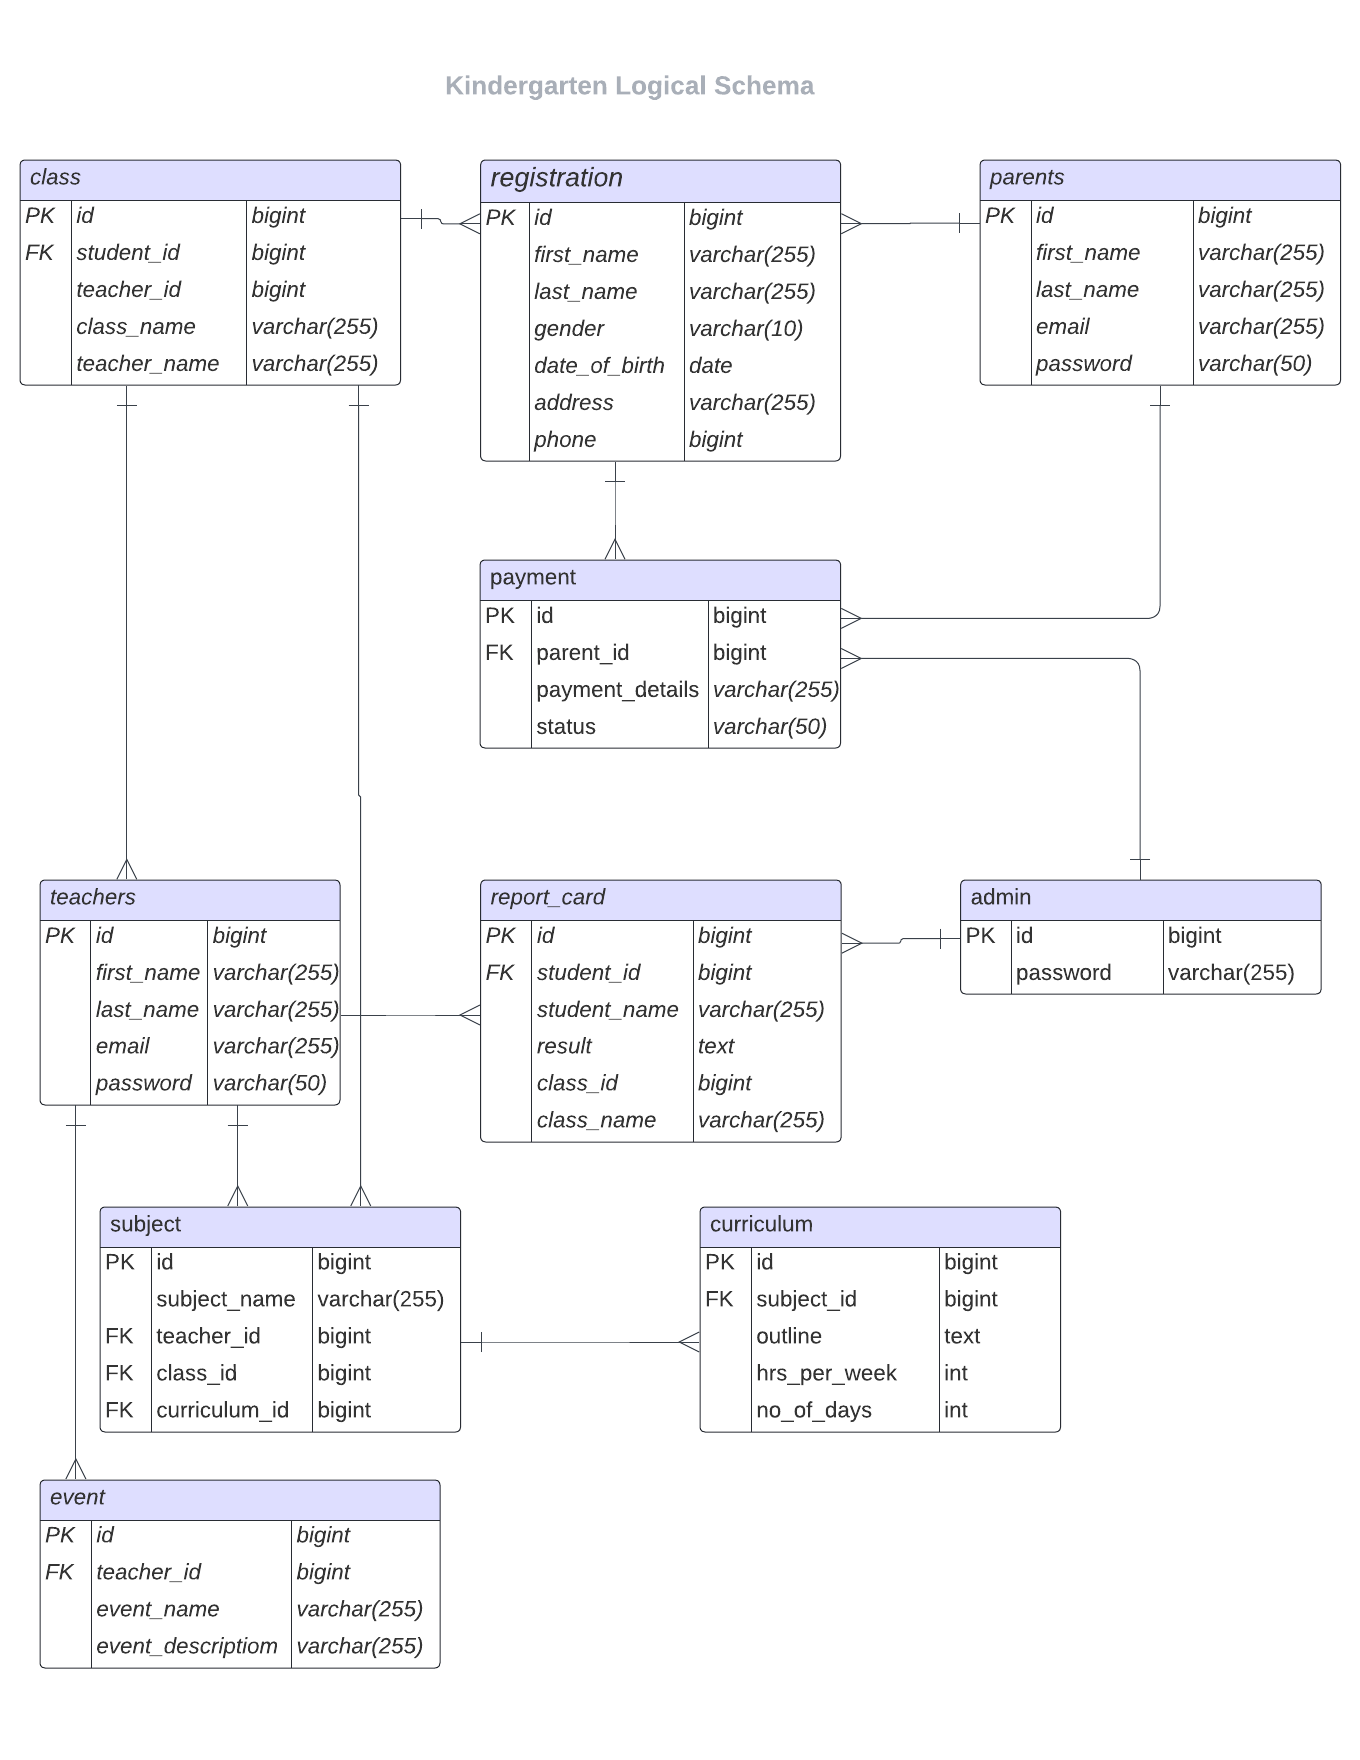 Kindergarten Logical Schema
class
PK id bigint
FK student_id bigint
teacher_id bigint
class_name varchar(255)
teacher_name varchar(255)
registration
PK id bigint
first_name varchar(255)
last_name varchar(255)
gender varchar(10)
date_of_birth date
address varchar(255)
phone bigint
parents
PK id bigint
first_name varchar(255)
last_name varchar(255)
email varchar(255)
password varchar(50)
payment
PK id bigint
FK parent_id bigint
payment_details varchar(255)
status varchar(50)
teachers
PK id bigint
first_name varchar(255)
last_name varchar(255)
email varchar(255)
password varchar(50)
report_card
PK id bigint
FK student_id bigint
student_name varchar(255)
result text
class_id bigint
class_name varchar(255)
admin
PK id bigint
password varchar(255)
subject
PK id bigint
subject_name varchar(255)
FK teacher_id bigint
FK class_id bigint
FK curriculum_id bigint
curriculum
PK id bigint
FK subject_id bigint
outline text
hrs_per_week int
no_of_days int
event
PK id bigint
FK teacher_id bigint
event_name varchar(255)
event_descriptiom varchar(255)